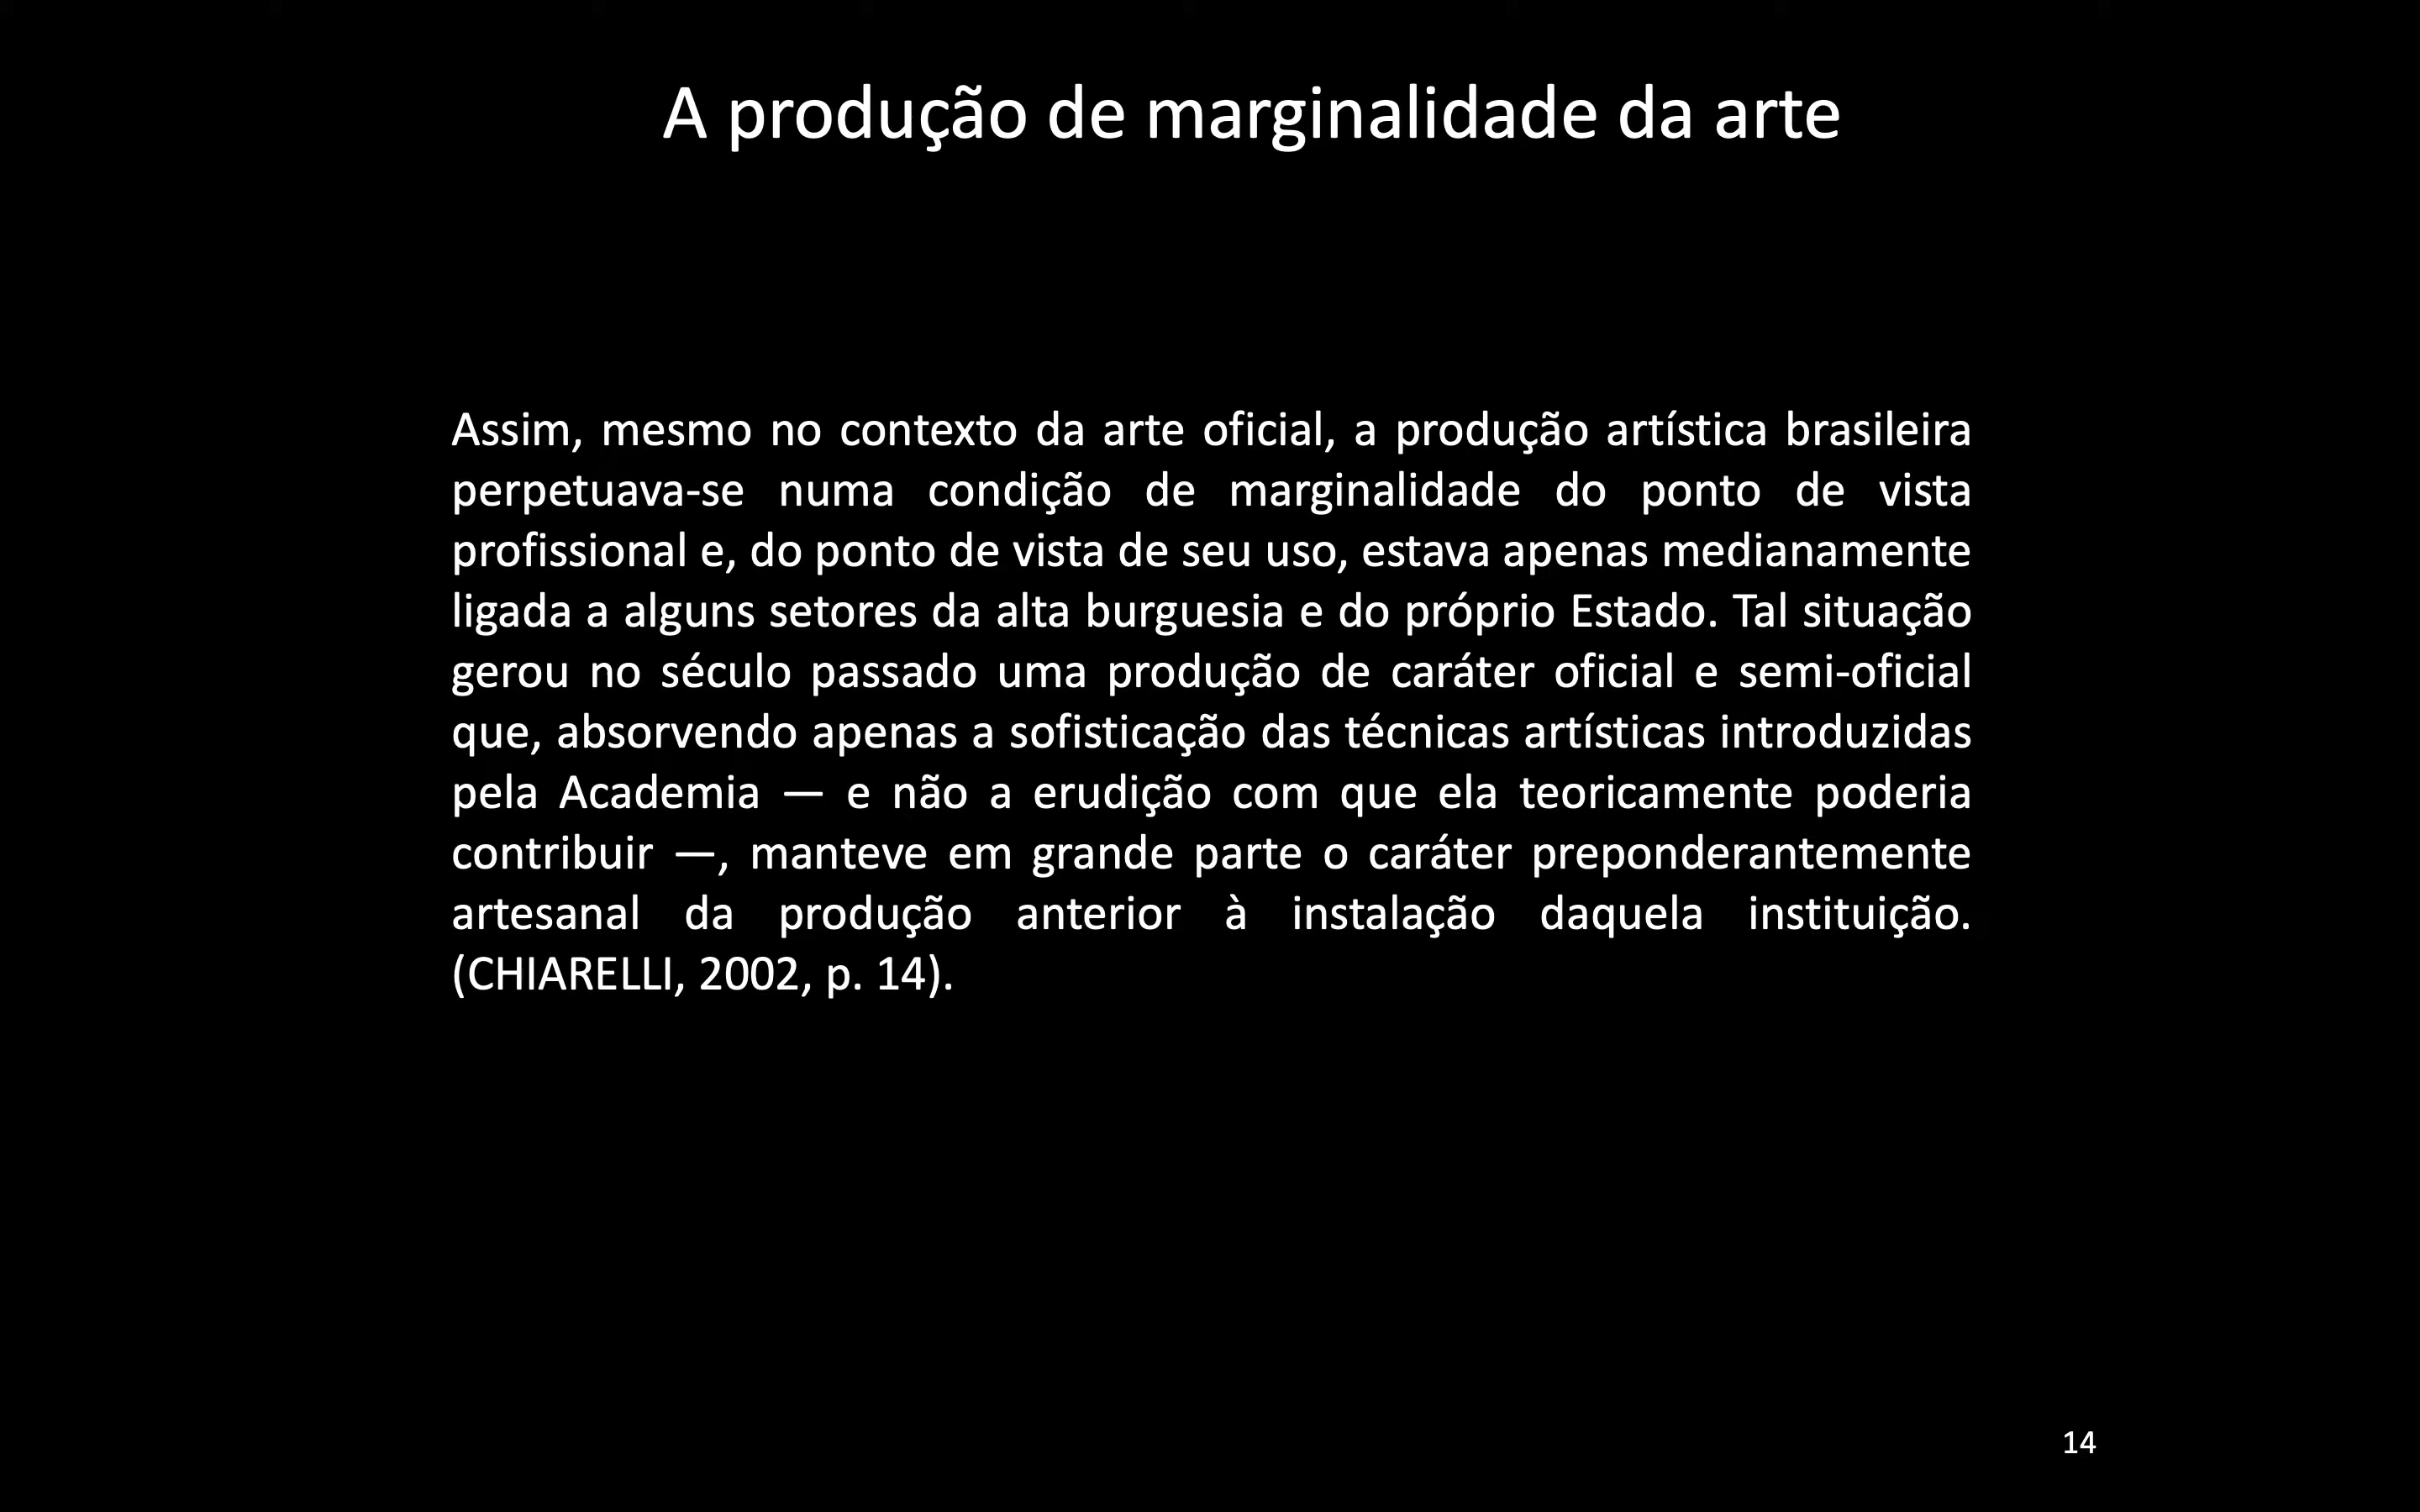 A produção de marginalidade da arte
Assim, mesmo no contexto da arte oficial, a produção artística brasileira
perpetuava-se numa condição de marginalidade do ponto de vista
profissional e, do ponto de vista de seu uso, estava apenas medianamente
ligada a alguns setores da alta burguesia e do próprio Estado. Tal situação
gerou no século passado uma produção de caráter oficial e semi-oficial
que, absorvendo apenas a sofisticação das técnicas artísticas introduzidas
pela Academia — e não a erudição com que ela teoricamente poderia
contribuir —, manteve em grande parte o caráter preponderantemente
artesanal da produção anterior à instalação daquela instituição.
(CHIARELLI, 2002, p. 14).
14